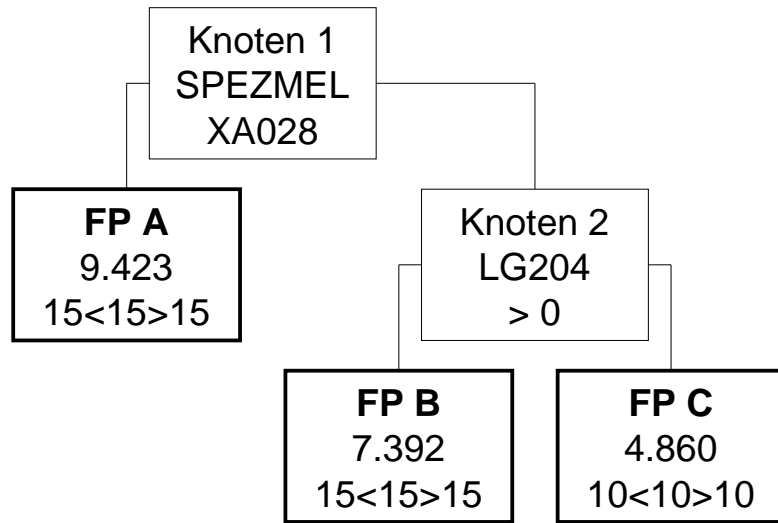 Knoten 1
SPEZMEL
XA028
FP A
9.423
15<15>15
Knoten 2
LG204
> 0
FP B
7.392
15<15>15
FP C
4.860
10<10>10